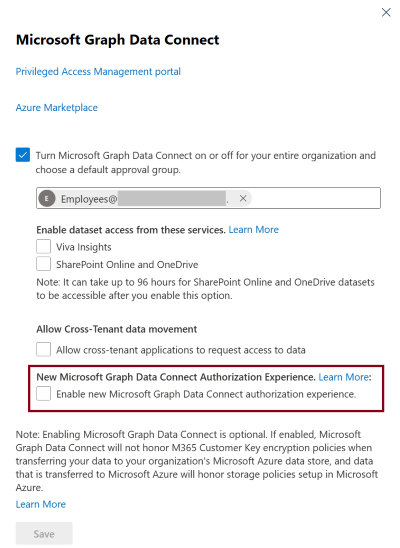 Microsoft Graph Data Connect
Privileged Access Management portal
Azure Marketplace
Turn Microsoft Graph Data Connect on or off for your entire organization and
choose a default approval group.
E Employees@ .
Enable dataset access from these services. Learn More
Viva Insights
SharePoint Online and OneDrive
Note: It can take up to 96 hours for SharePoint Online and OneDrive datasets
to be accessible after you enable this option.
Allow Cross-Tenant data movement
Allow cross-tenant applications to request access to data
New Microsoft Graph Data Connect Authorization Experience. Learn More:
Enable new Microsoft Graph Data Connect authorization experience.
Note: Enabling Microsoft Graph Data Connect is optional. If enabled, Microsoft
Graph Data Connect will not honor M365 Customer Key encryption policies when
transferring your data to your organization's Microsoft Azure data store, and data
that is transferred to Microsoft Azure will honor storage policies setup in Microsoft
Azure.
Learn More
Save